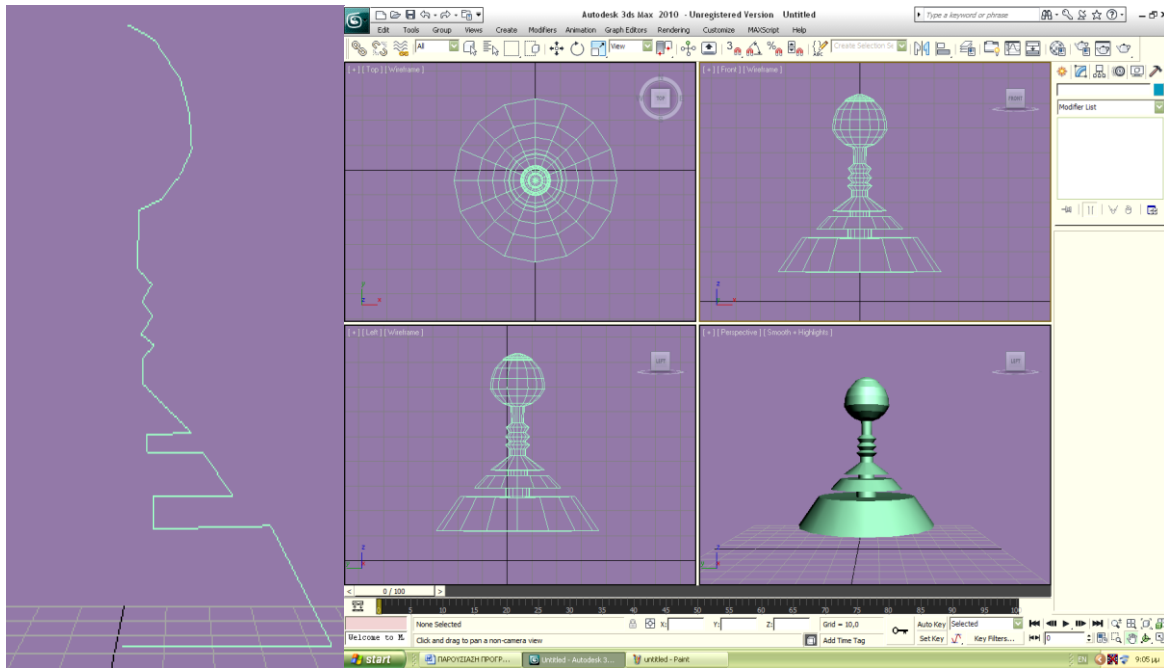 Autodesk 3ds Max 2010 - Unregistered Version Untitled
Type a keyword or phrase
Edit Tools Group Views Create Modifiers Animation Graph Editors Rendering Customize MAXScript Help
All View Create Selection Se
[ + ] [ Top ] [ Wireframe ]
TOP
[ + ] [ Front ] [ Wireframe ]
FRONT
Modifier List
[ + ] [ Left ] [ Wireframe ]
LEFT
[ + ] [ Perspective ] [ Smooth + Highlights ]
LEFT
0 / 100
0 5 10 15 20 25 30 35 40 45 50 55 60 65 70 75 80 85 90 95 100
None Selected X: Y: Z: Grid = 10,0 Auto Key Selected
Welcome to M Click and drag to pan a non-camera view Add Time Tag Set Key Key Filters... 0
start ΠΑΡΟΥΣΙΑΣΗ ΠΡΟΓΡ... Untitled - Autodesk 3... untitled - Paint EN 9:05 μμ